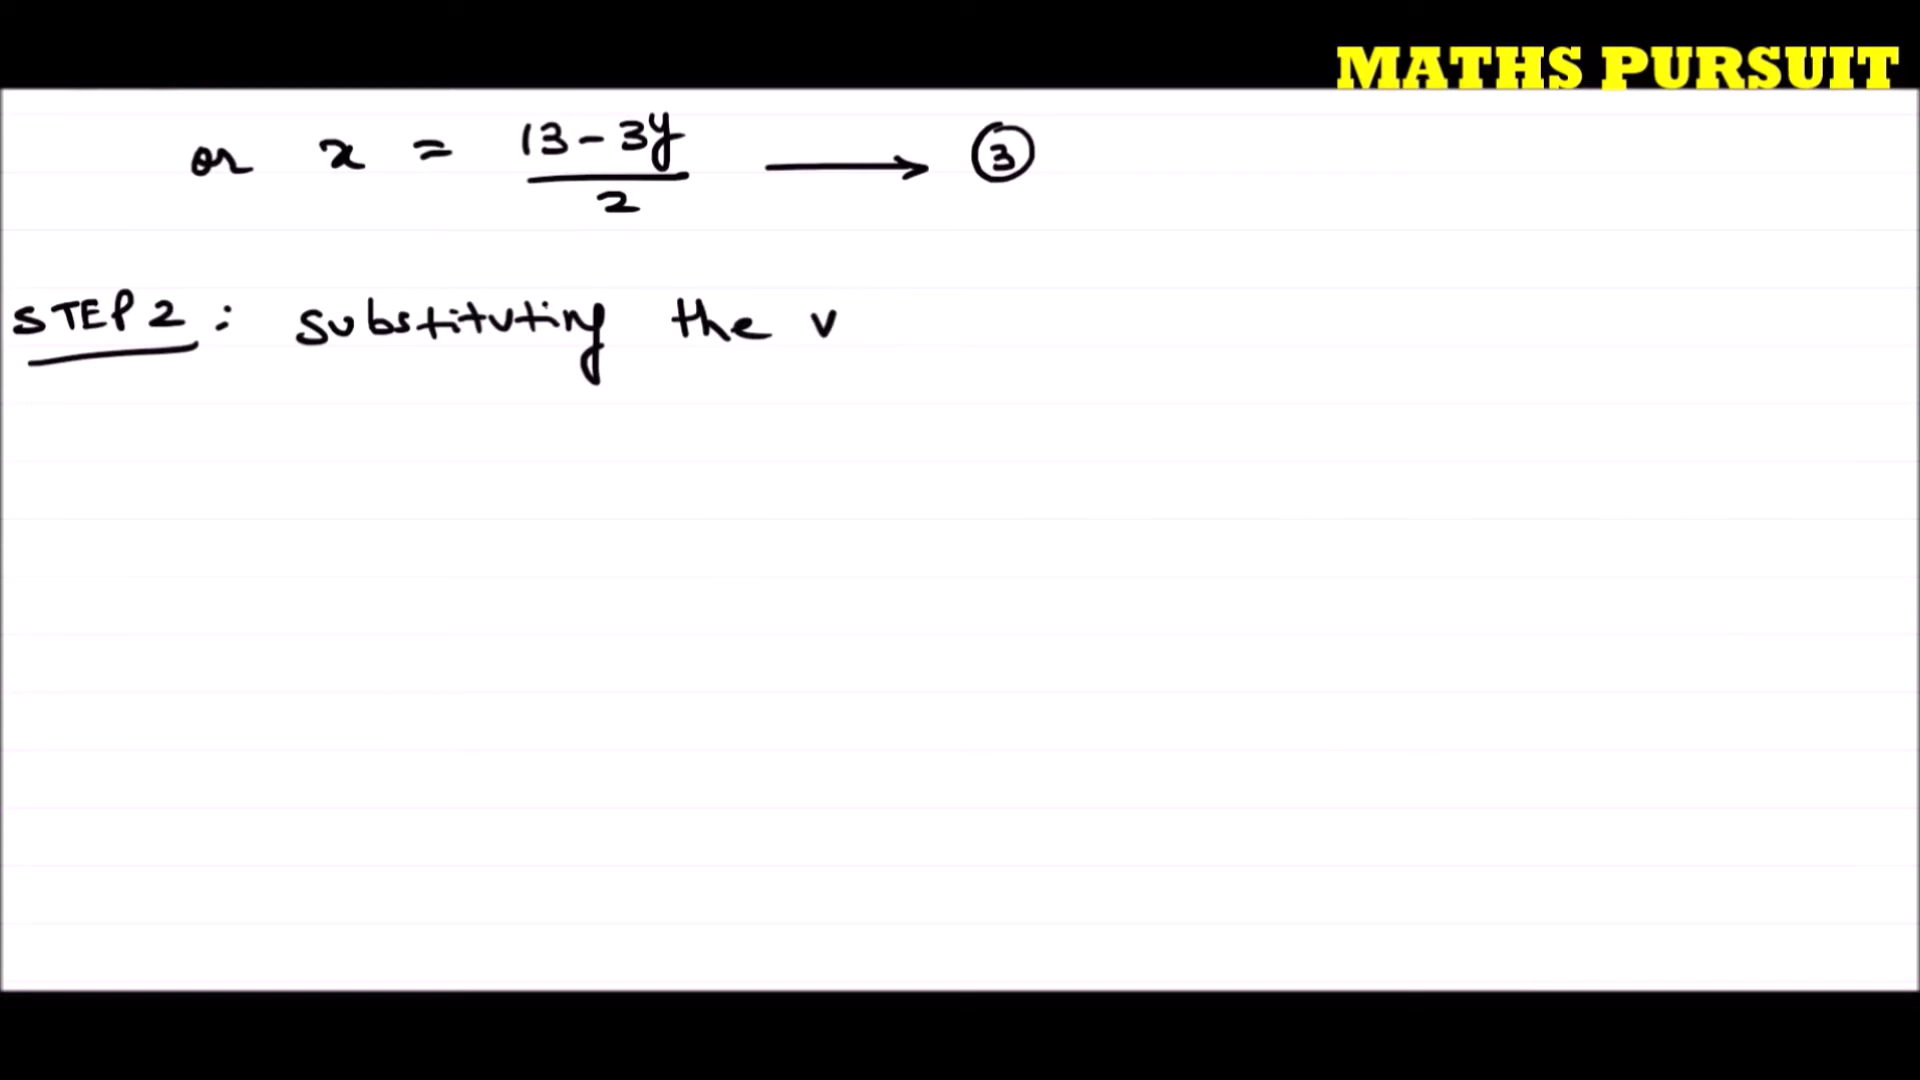 MATHS PURSUIT
or x = (13 - 3y)/2 ⟶ ③
STEP 2 : substituting the v